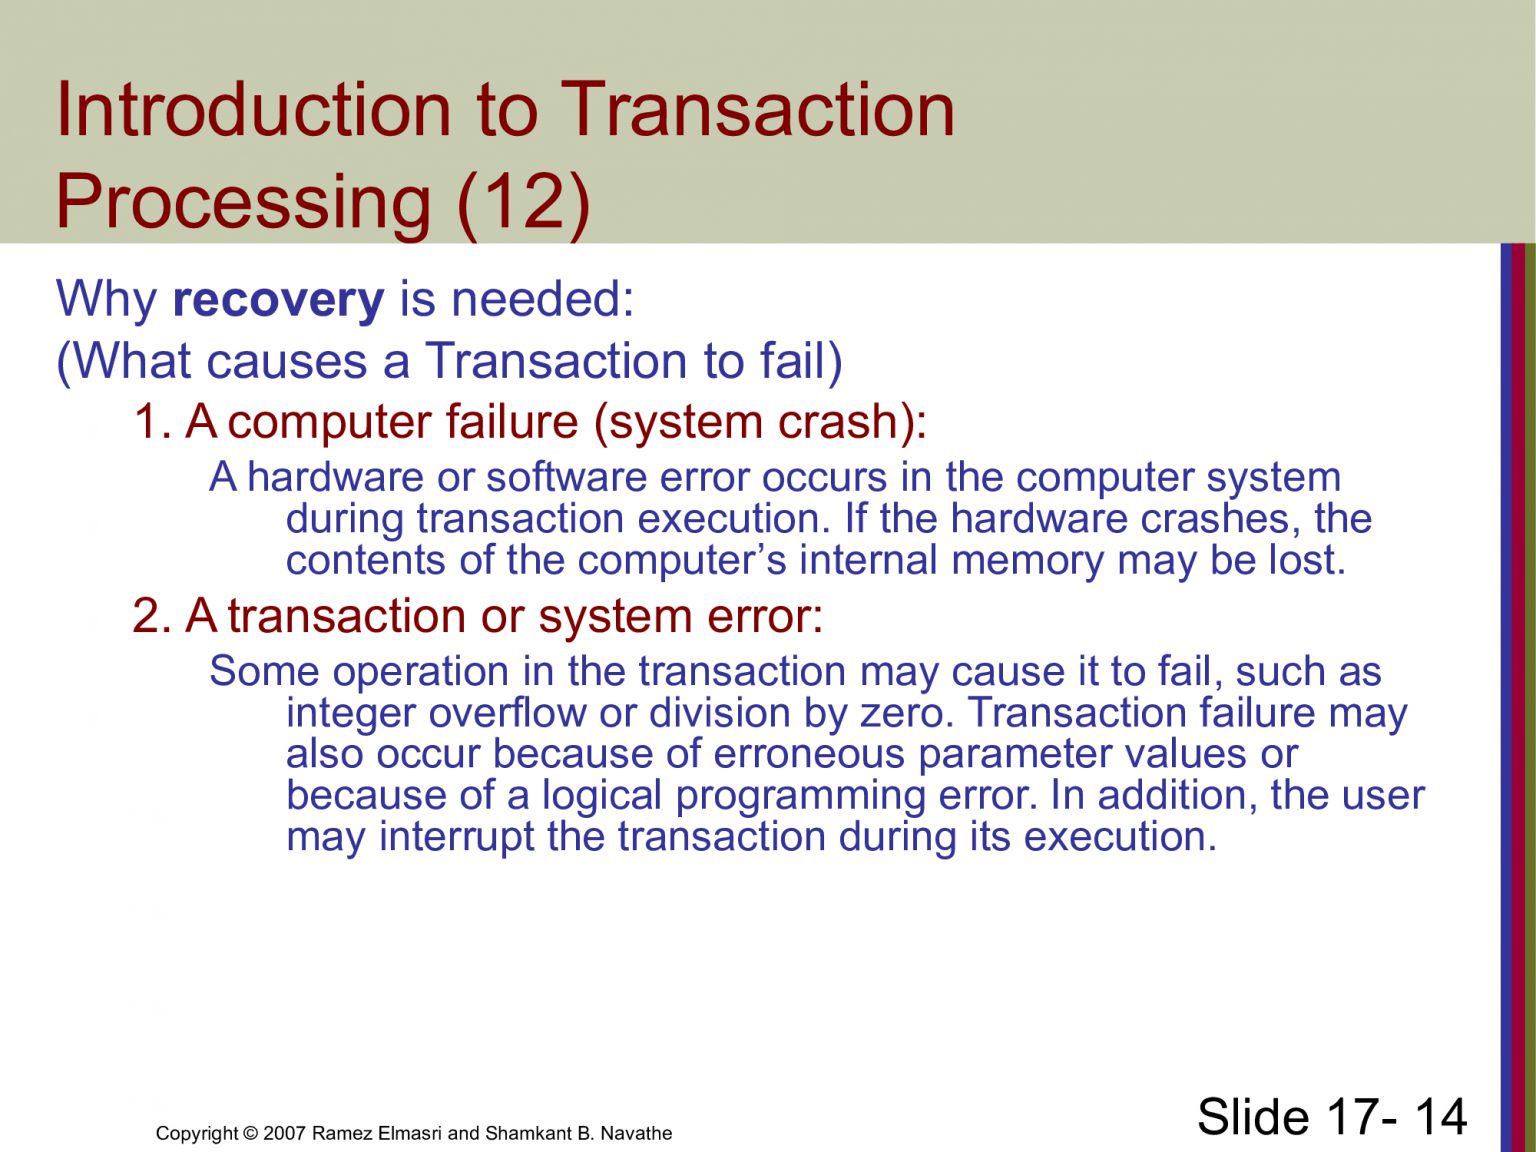 Introduction to Transaction
Processing (12)
Why recovery is needed:
(What causes a Transaction to fail)
1. A computer failure (system crash):
A hardware or software error occurs in the computer system
during transaction execution. If the hardware crashes, the
contents of the computer’s internal memory may be lost.
2. A transaction or system error:
Some operation in the transaction may cause it to fail, such as
integer overflow or division by zero. Transaction failure may
also occur because of erroneous parameter values or
because of a logical programming error. In addition, the user
may interrupt the transaction during its execution.
Copyright © 2007 Ramez Elmasri and Shamkant B. Navathe
Slide 17- 14